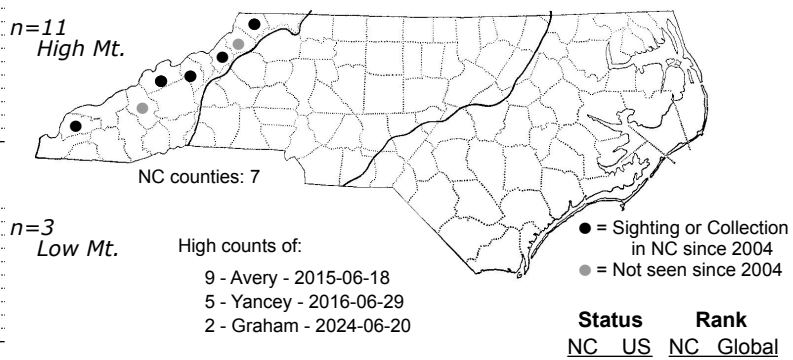 n=11
High Mt.
NC counties: 7
n=3
Low Mt.
High counts of:
9 - Avery - 2015-06-18
5 - Yancey - 2016-06-29
2 - Graham - 2024-06-20
● = Sighting or Collection
in NC since 2004
● = Not seen since 2004
Status Rank
NC US NC Global